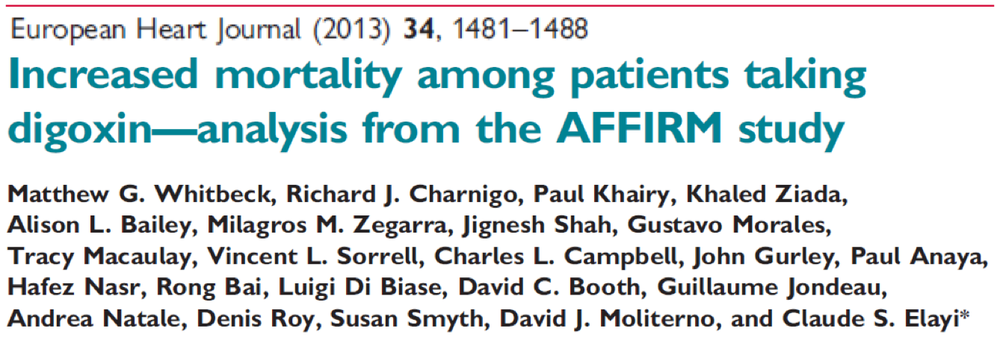 European Heart Journal (2013) 34, 1481–1488
Increased mortality among patients taking
digoxin—analysis from the AFFIRM study
Matthew G. Whitbeck, Richard J. Charnigo, Paul Khairy, Khaled Ziada,
Alison L. Bailey, Milagros M. Zegarra, Jignesh Shah, Gustavo Morales,
Tracy Macaulay, Vincent L. Sorrell, Charles L. Campbell, John Gurley, Paul Anaya,
Hafez Nasr, Rong Bai, Luigi Di Biase, David C. Booth, Guillaume Jondeau,
Andrea Natale, Denis Roy, Susan Smyth, David J. Moliterno, and Claude S. Elayi*